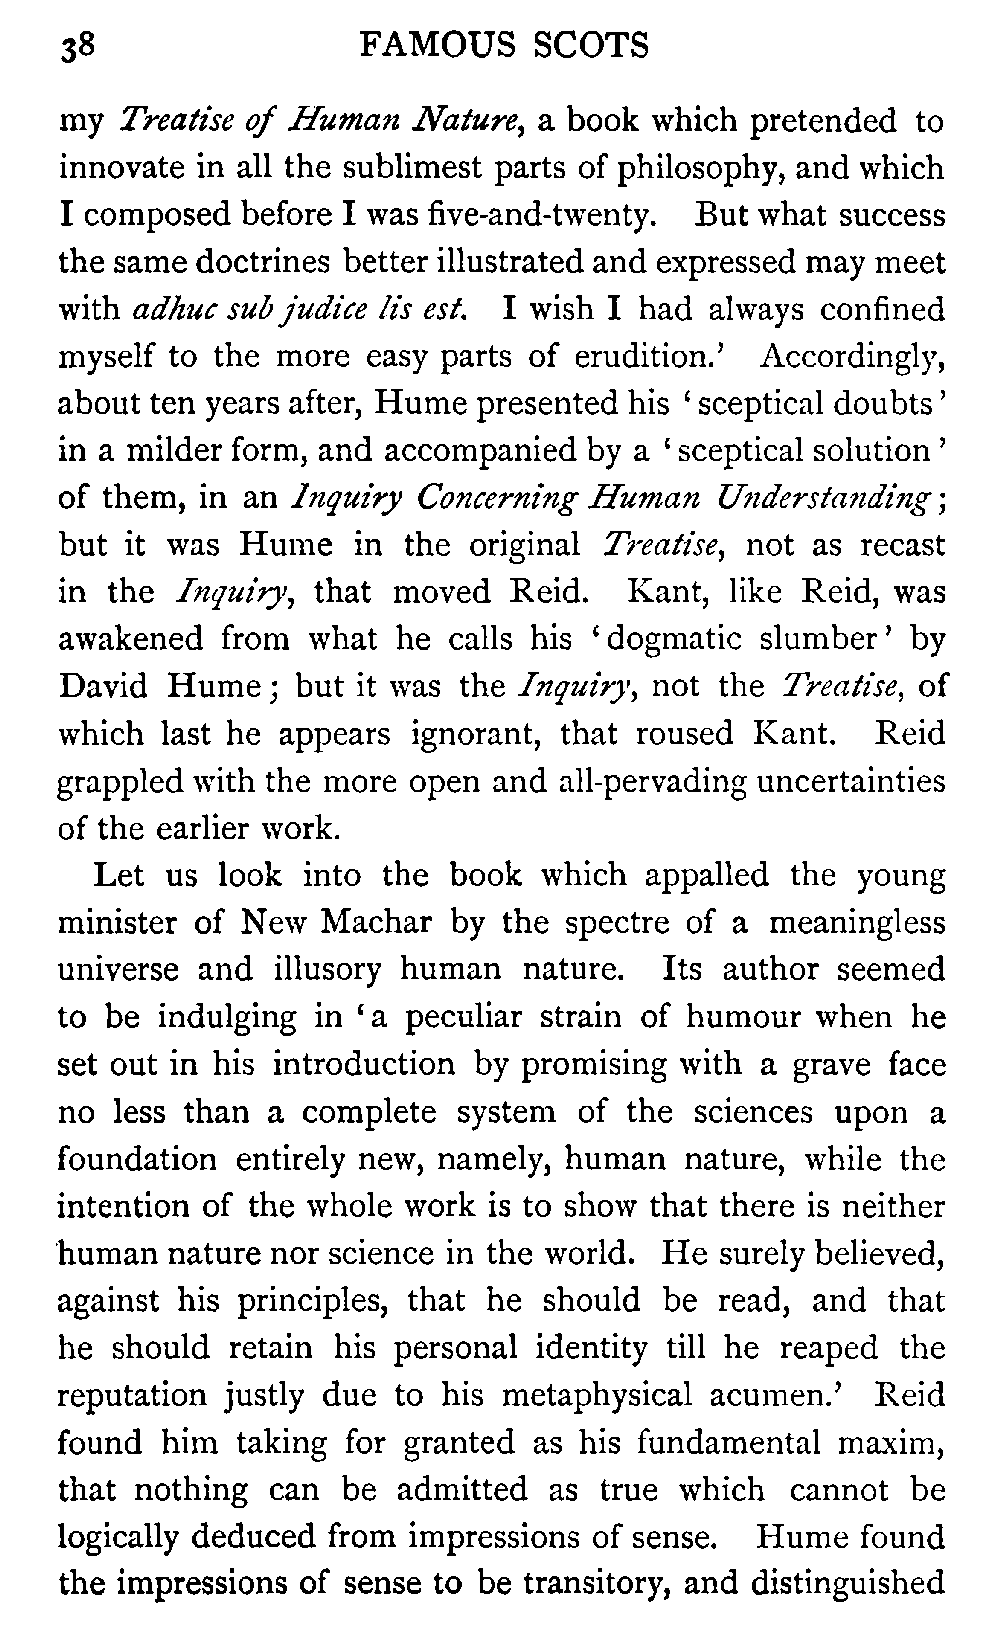 38 FAMOUS SCOTS
my Treatise of Human Nature, a book which pretended to
innovate in all the sublimest parts of philosophy, and which
I composed before I was five-and-twenty. But what success
the same doctrines better illustrated and expressed may meet
with adhuc sub judice lis est. I wish I had always confined
myself to the more easy parts of erudition.’ Accordingly,
about ten years after, Hume presented his ‘ sceptical doubts ’
in a milder form, and accompanied by a ‘ sceptical solution ’
of them, in an Inquiry Concerning Human Understanding ;
but it was Hume in the original Treatise, not as recast
in the Inquiry, that moved Reid. Kant, like Reid, was
awakened from what he calls his ‘ dogmatic slumber ’ by
David Hume ; but it was the Inquiry, not the Treatise, of
which last he appears ignorant, that roused Kant. Reid
grappled with the more open and all-pervading uncertainties
of the earlier work.
Let us look into the book which appalled the young
minister of New Machar by the spectre of a meaningless
universe and illusory human nature. Its author seemed
to be indulging in ‘ a peculiar strain of humour when he
set out in his introduction by promising with a grave face
no less than a complete system of the sciences upon a
foundation entirely new, namely, human nature, while the
intention of the whole work is to show that there is neither
human nature nor science in the world. He surely believed,
against his principles, that he should be read, and that
he should retain his personal identity till he reaped the
reputation justly due to his metaphysical acumen.’ Reid
found him taking for granted as his fundamental maxim,
that nothing can be admitted as true which cannot be
logically deduced from impressions of sense. Hume found
the impressions of sense to be transitory, and distinguished